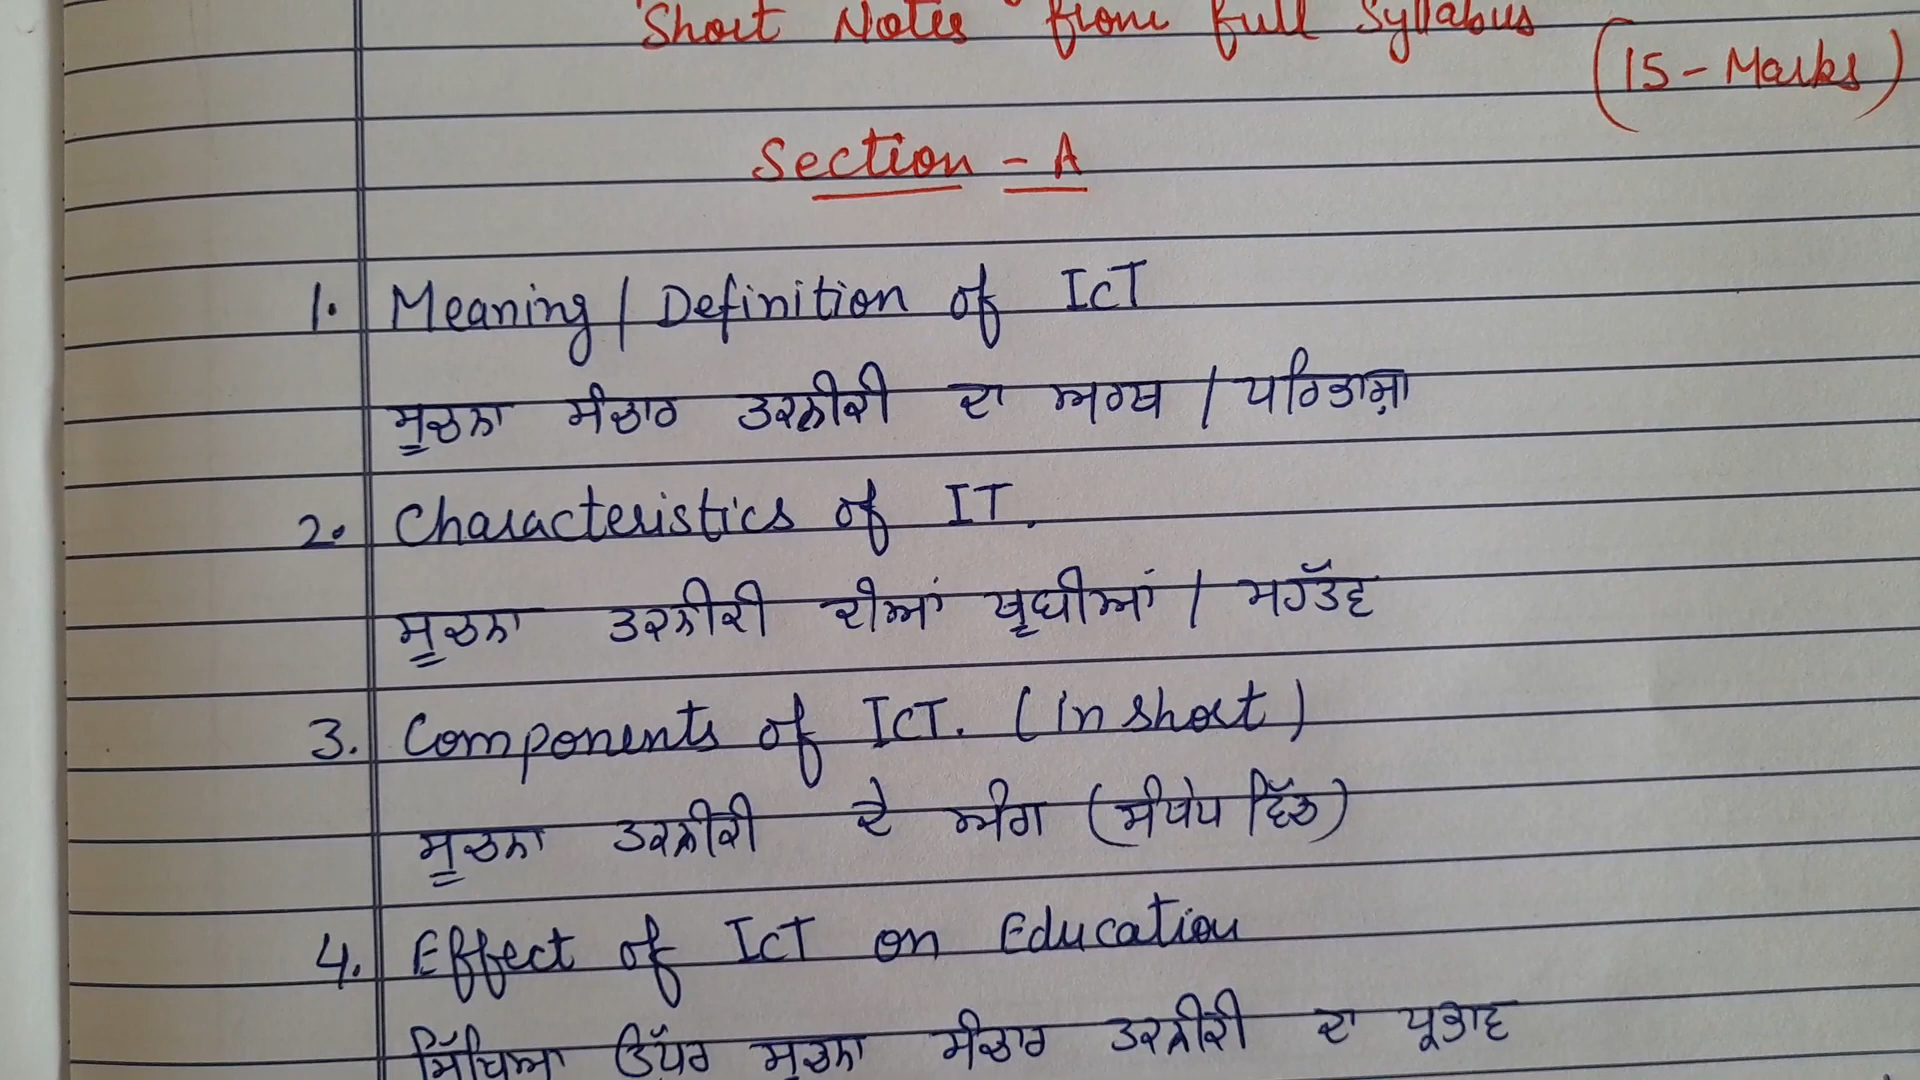 "Short Notes" from full Syllabus
(15 - Marks)
Section - A
1. Meaning / Definition of ICT
ਸੂਚਨਾ ਸੰਚਾਰ ਤਕਨੀਕੀ ਦਾ ਅਰਥ / ਪਰਿਭਾਸ਼ਾ
2. Characteristics of IT.
ਸੂਚਨਾ ਤਕਨੀਕੀ ਦੀਆਂ ਖੂਬੀਆਂ / ਮਹੱਤਵ
3. Components of ICT. (in short)
ਸੂਚਨਾ ਤਕਨੀਕੀ ਦੇ ਅੰਗ (ਸੰਖੇਪ ਵਿੱਚ)
4. Effect of ICT on Education
ਸਿੱਖਿਆ ਉੱਪਰ ਸੂਚਨਾ ਸੰਚਾਰ ਤਕਨੀਕੀ ਦਾ ਪ੍ਰਭਾਵ